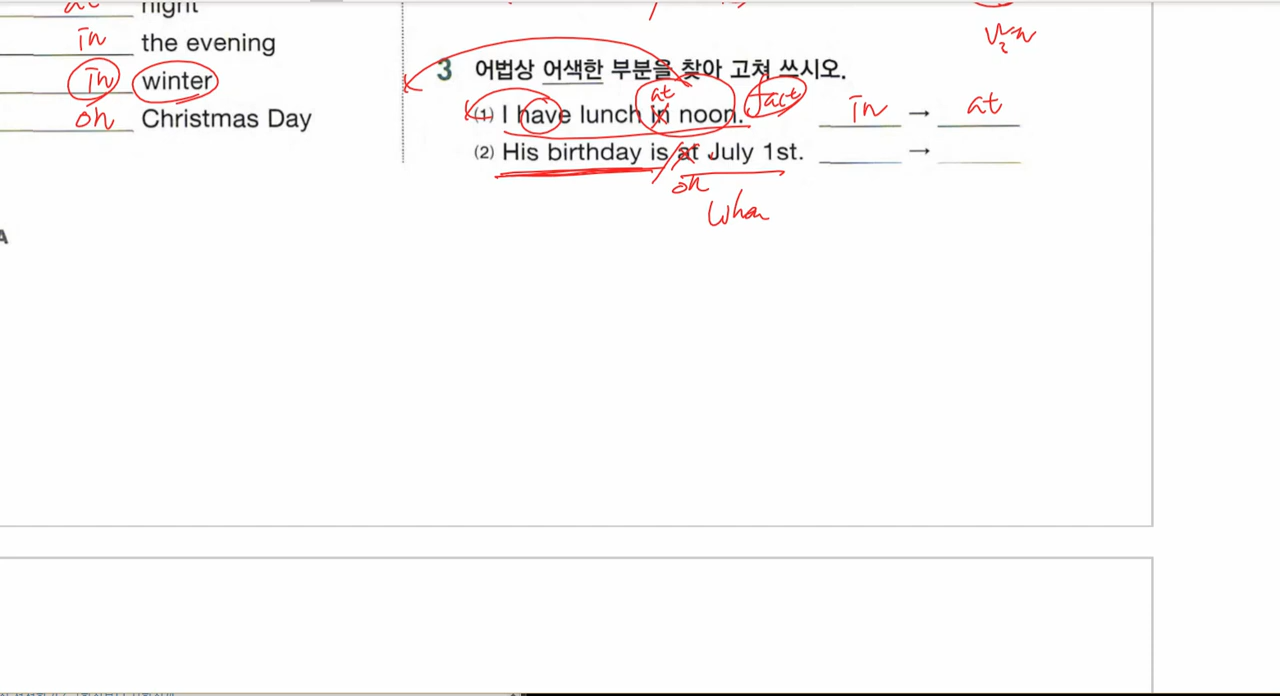 at night
in the evening
in winter
on Christmas Day
3 어법상 어색한 부분을 찾아 고쳐 쓰시오.
at
fact
(1) I have lunch in noon. in → at
(2) His birthday is at July 1st. →
on
when
A